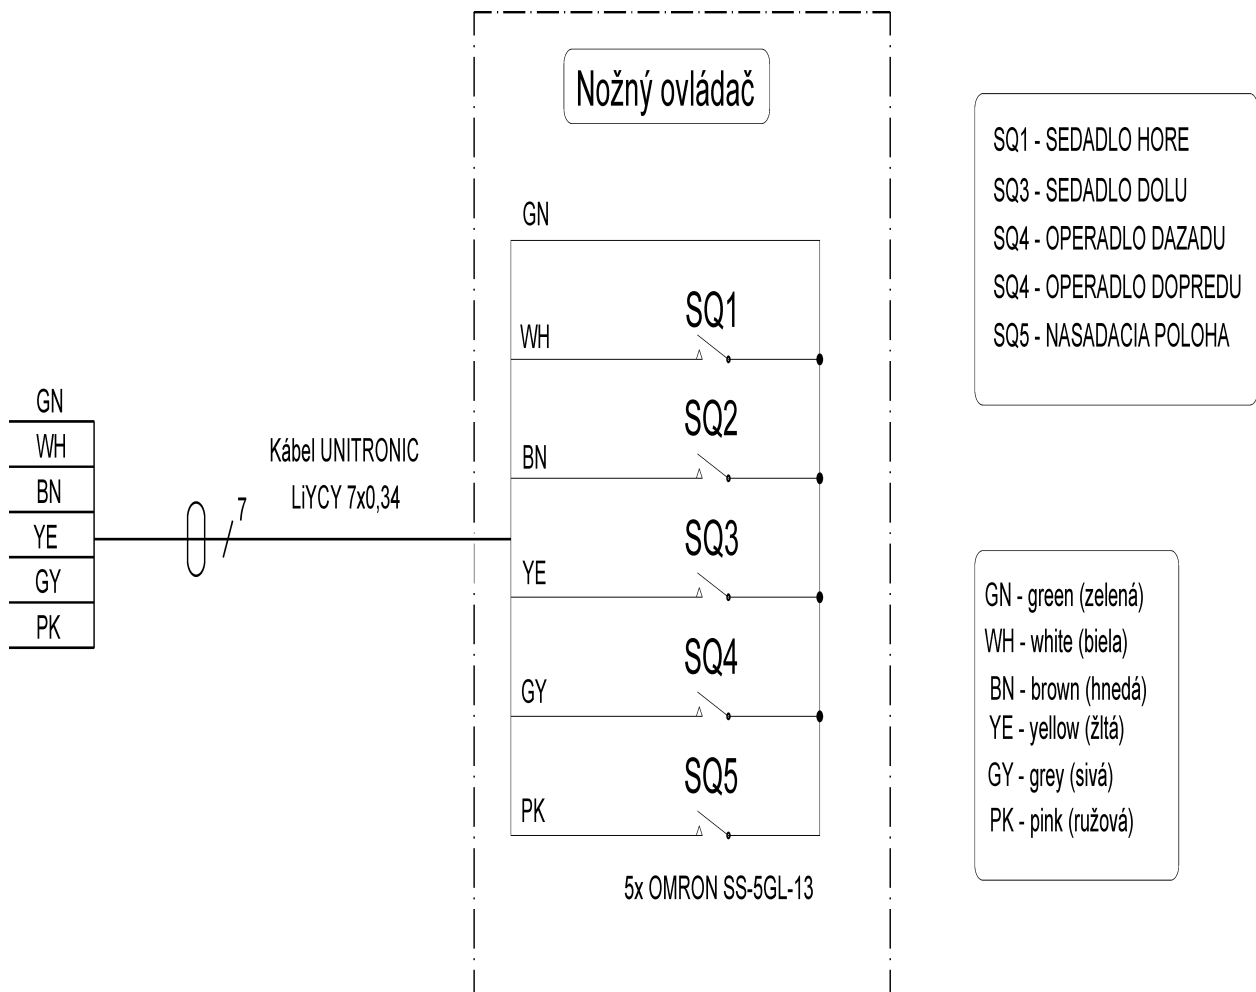 Nožný ovládač
SQ1 - SEDADLO HORE
SQ3 - SEDADLO DOLU
SQ4 - OPERADLO DAZADU
SQ4 - OPERADLO DOPREDU
SQ5 - NASADACIA POLOHA
GN
WH
BN
YE
GY
PK
Kábel UNITRONIC
LiYCY 7x0,34
7
GN
SQ1
WH
SQ2
BN
SQ3
YE
SQ4
GY
SQ5
PK
5x OMRON SS-5GL-13
GN - green (zelená)
WH - white (biela)
BN - brown (hnedá)
YE - yellow (žltá)
GY - grey (sivá)
PK - pink (ružová)